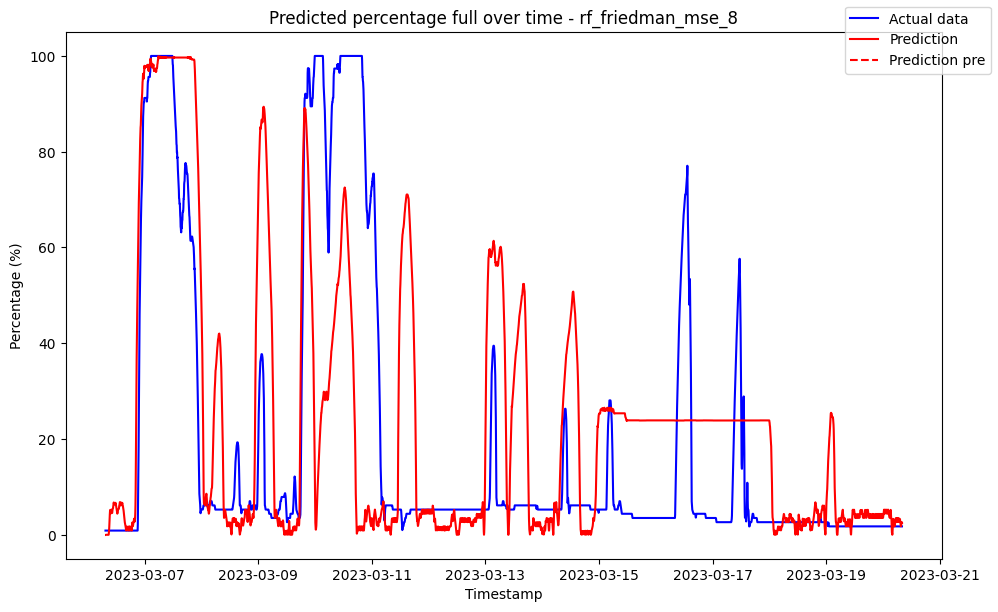 Predicted percentage full over time - rf_friedman_mse_8
Actual data
Prediction
Prediction pre
100
80
60
40
20
0
Percentage (%)
2023-03-07 2023-03-09 2023-03-11 2023-03-13 2023-03-15 2023-03-17 2023-03-19 2023-03-21
Timestamp